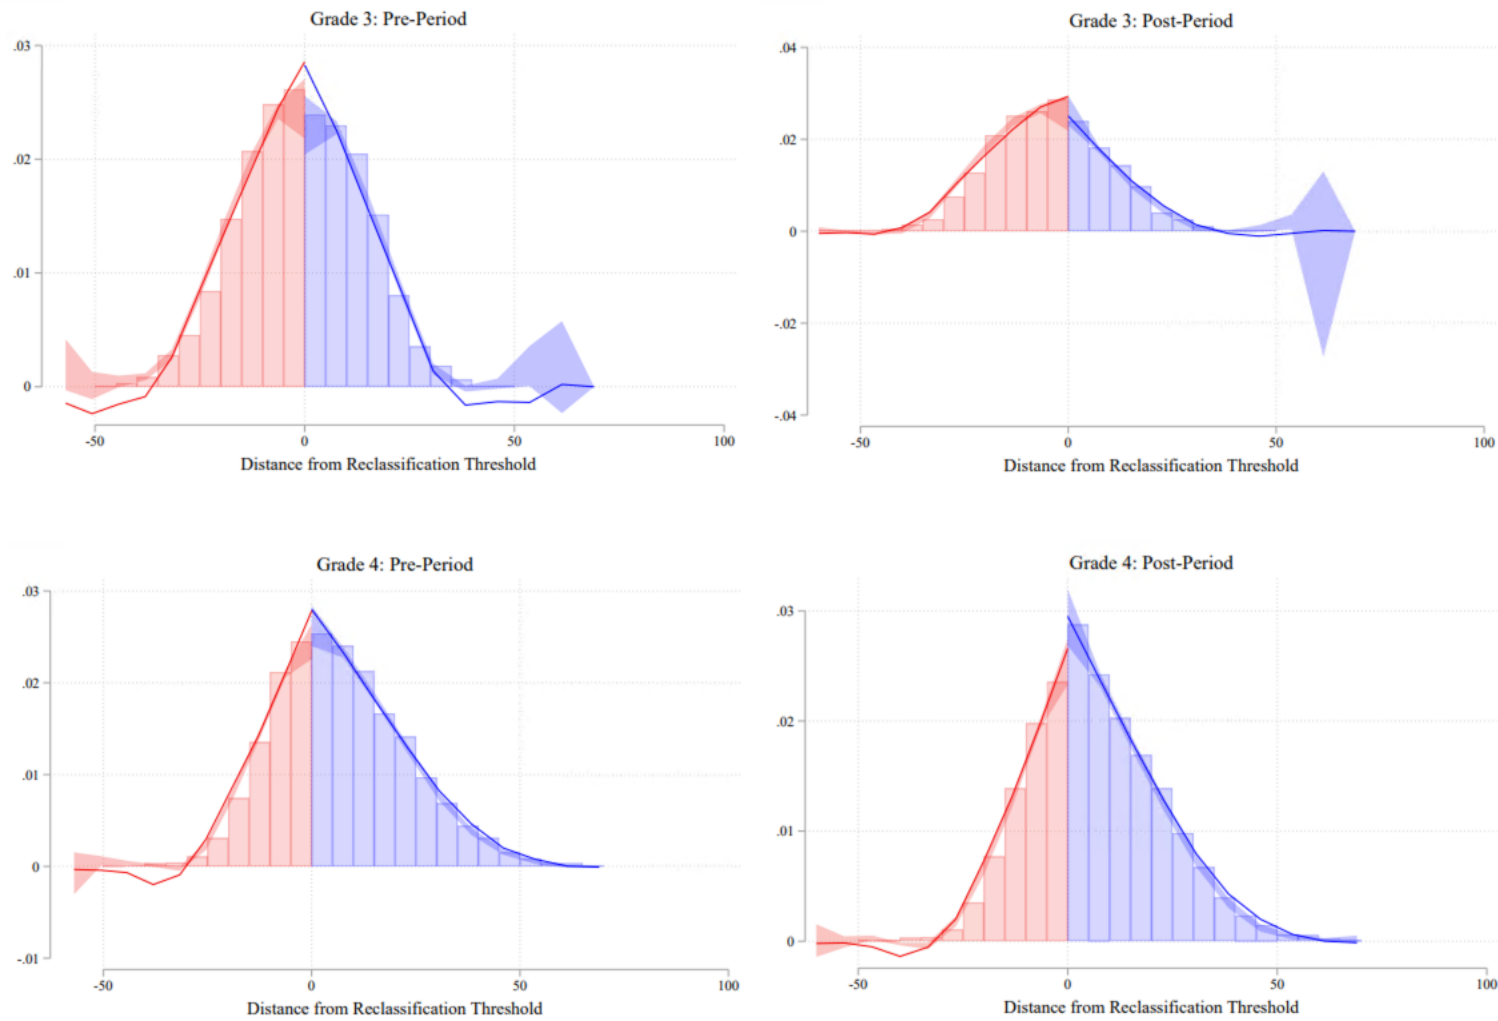 Grade 3: Pre-Period
.03
.02
.01
0
-50 0 50 100
Distance from Reclassification Threshold
Grade 3: Post-Period
.04
.02
0
-.02
-.04
-50 0 50 100
Distance from Reclassification Threshold
Grade 4: Pre-Period
.03
.02
.01
0
-.01
-50 0 50 100
Distance from Reclassification Threshold
Grade 4: Post-Period
.03
.02
.01
0
-50 0 50 100
Distance from Reclassification Threshold